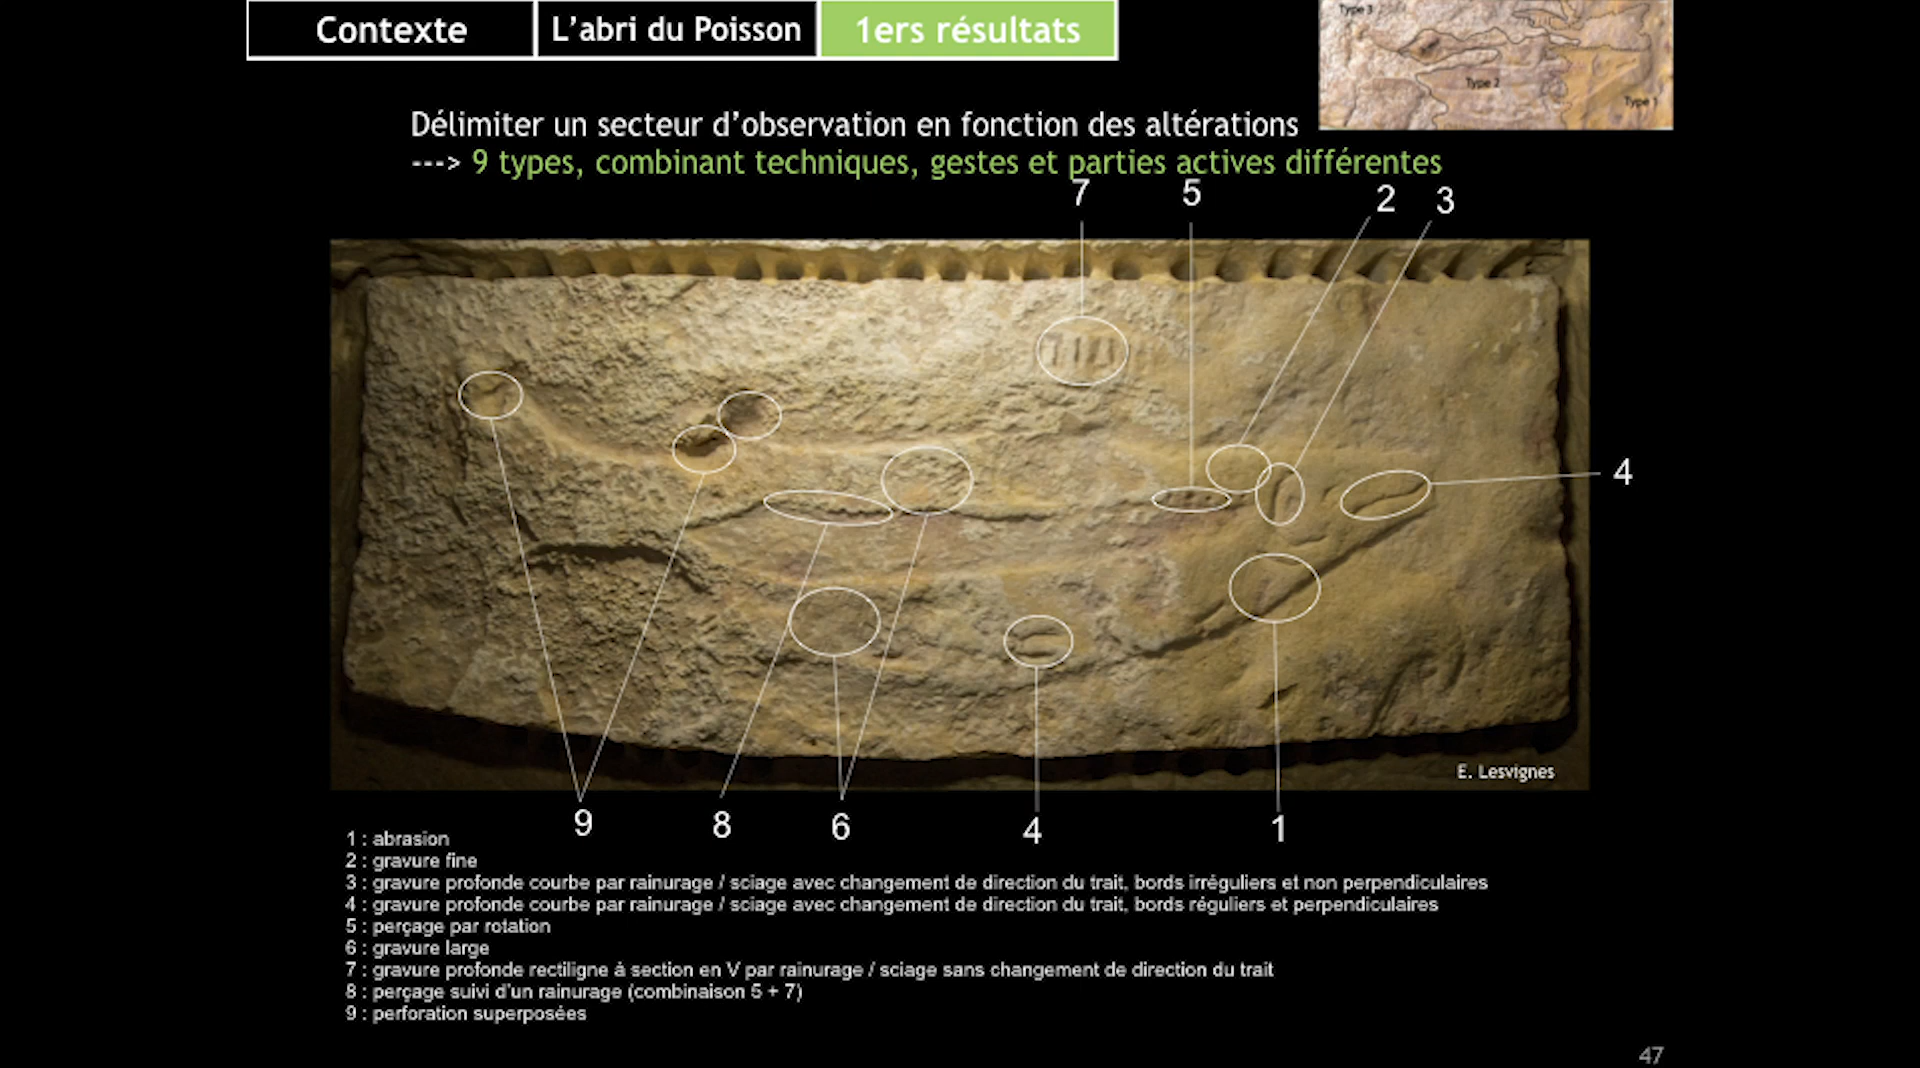 Contexte
L'abri du Poisson
1ers résultats
Type 3
Type 2
Type 1
Délimiter un secteur d'observation en fonction des altérations
---> 9 types, combinant techniques, gestes et parties actives différentes
7
5
2
3
4
E. Lesvignes
9
8
6
4
1
1 : abrasion
2 : gravure fine
3 : gravure profonde courbe par rainurage / sciage avec changement de direction du trait, bords irréguliers et non perpendiculaires
4 : gravure profonde courbe par rainurage / sciage avec changement de direction du trait, bords réguliers et perpendiculaires
5 : perçage par rotation
6 : gravure large
7 : gravure profonde rectiligne à section en V par rainurage / sciage sans changement de direction du trait
8 : perçage suivi d'un rainurage (combinaison 5 + 7)
9 : perforation superposées
47